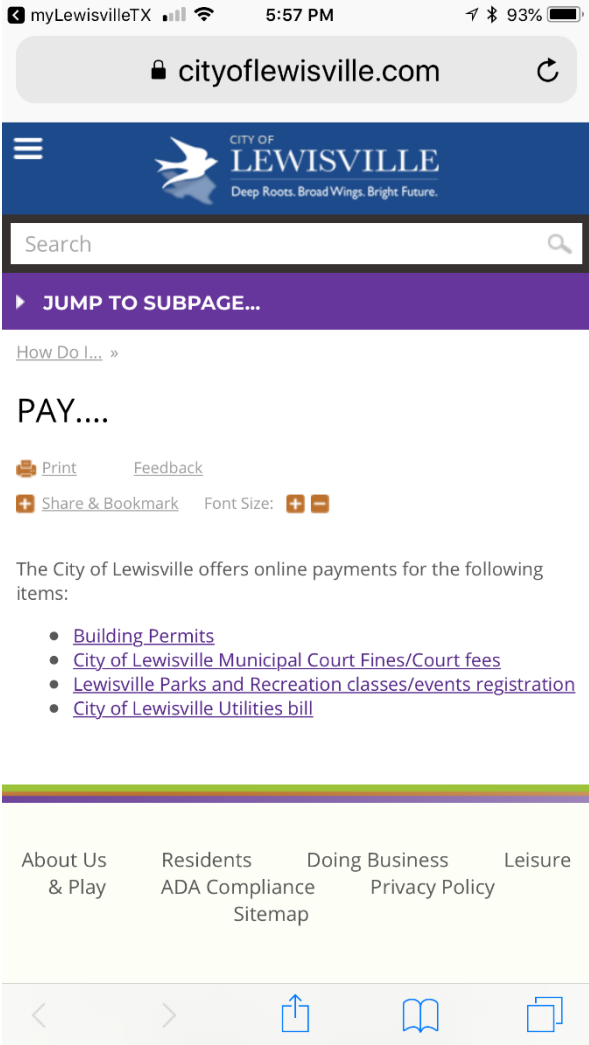 myLewisvilleTX 5:57 PM 93%
cityoflewisville.com
CITY OF
LEWISVILLE
Deep Roots. Broad Wings. Bright Future.
Search
JUMP TO SUBPAGE...
How Do I... »
PAY....
Print Feedback
Share & Bookmark Font Size:
The City of Lewisville offers online payments for the following
items:
• Building Permits
• City of Lewisville Municipal Court Fines/Court fees
• Lewisville Parks and Recreation classes/events registration
• City of Lewisville Utilities bill
About Us Residents Doing Business Leisure
& Play ADA Compliance Privacy Policy
Sitemap